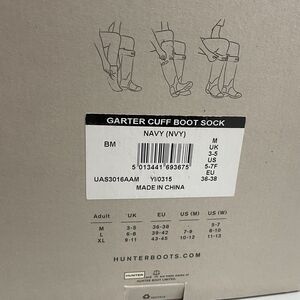 GARTER CUFF BOOT SOCK
NAVY (NVY)
BM
M
UK
3-5
US
5-7F
EU
36-38
5 013441 693675
UAS3016AAM
YI/0315
MADE IN CHINA
Adult UK EU US (M) US (W)
M 3-5 36-38 5-7
L 6-8 39-42 7-9 8-10
XL 9-11 43-45 10-12 11-13
HUNTERBOOTS.COM
HUNTER